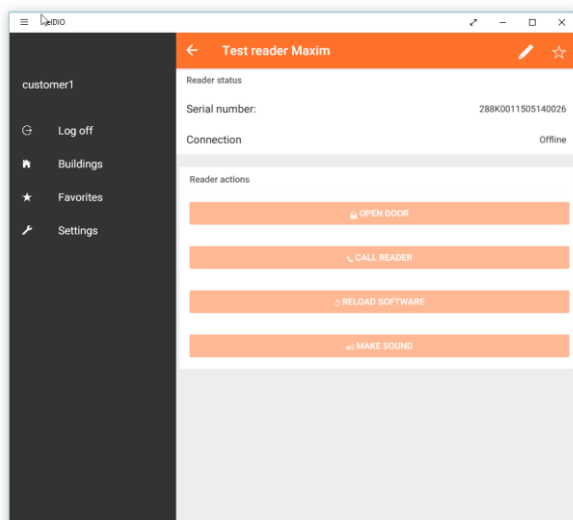 Test reader Maxim
customer1
Log off
Buildings
Favorites
Settings
Reader status
Serial number: 288K0011505140026
Connection Offline
Reader actions
OPEN DOOR
CALL READER
RELOAD SOFTWARE
MAKE SOUND